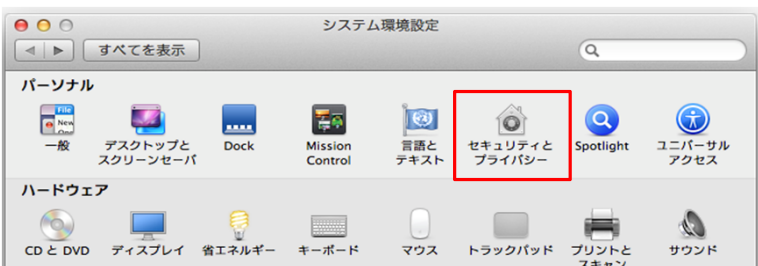 システム環境設定
すべてを表示
パーソナル
File
New
一般
デスクトップと
スクリーンセーバ
Dock
Mission
Control
言語と
テキスト
セキュリティと
プライバシー
Spotlight
ユニバーサル
アクセス
ハードウェア
CD と DVD
ディスプレイ
省エネルギー
キーボード
マウス
トラックパッド
プリントと
スキャン
サウンド